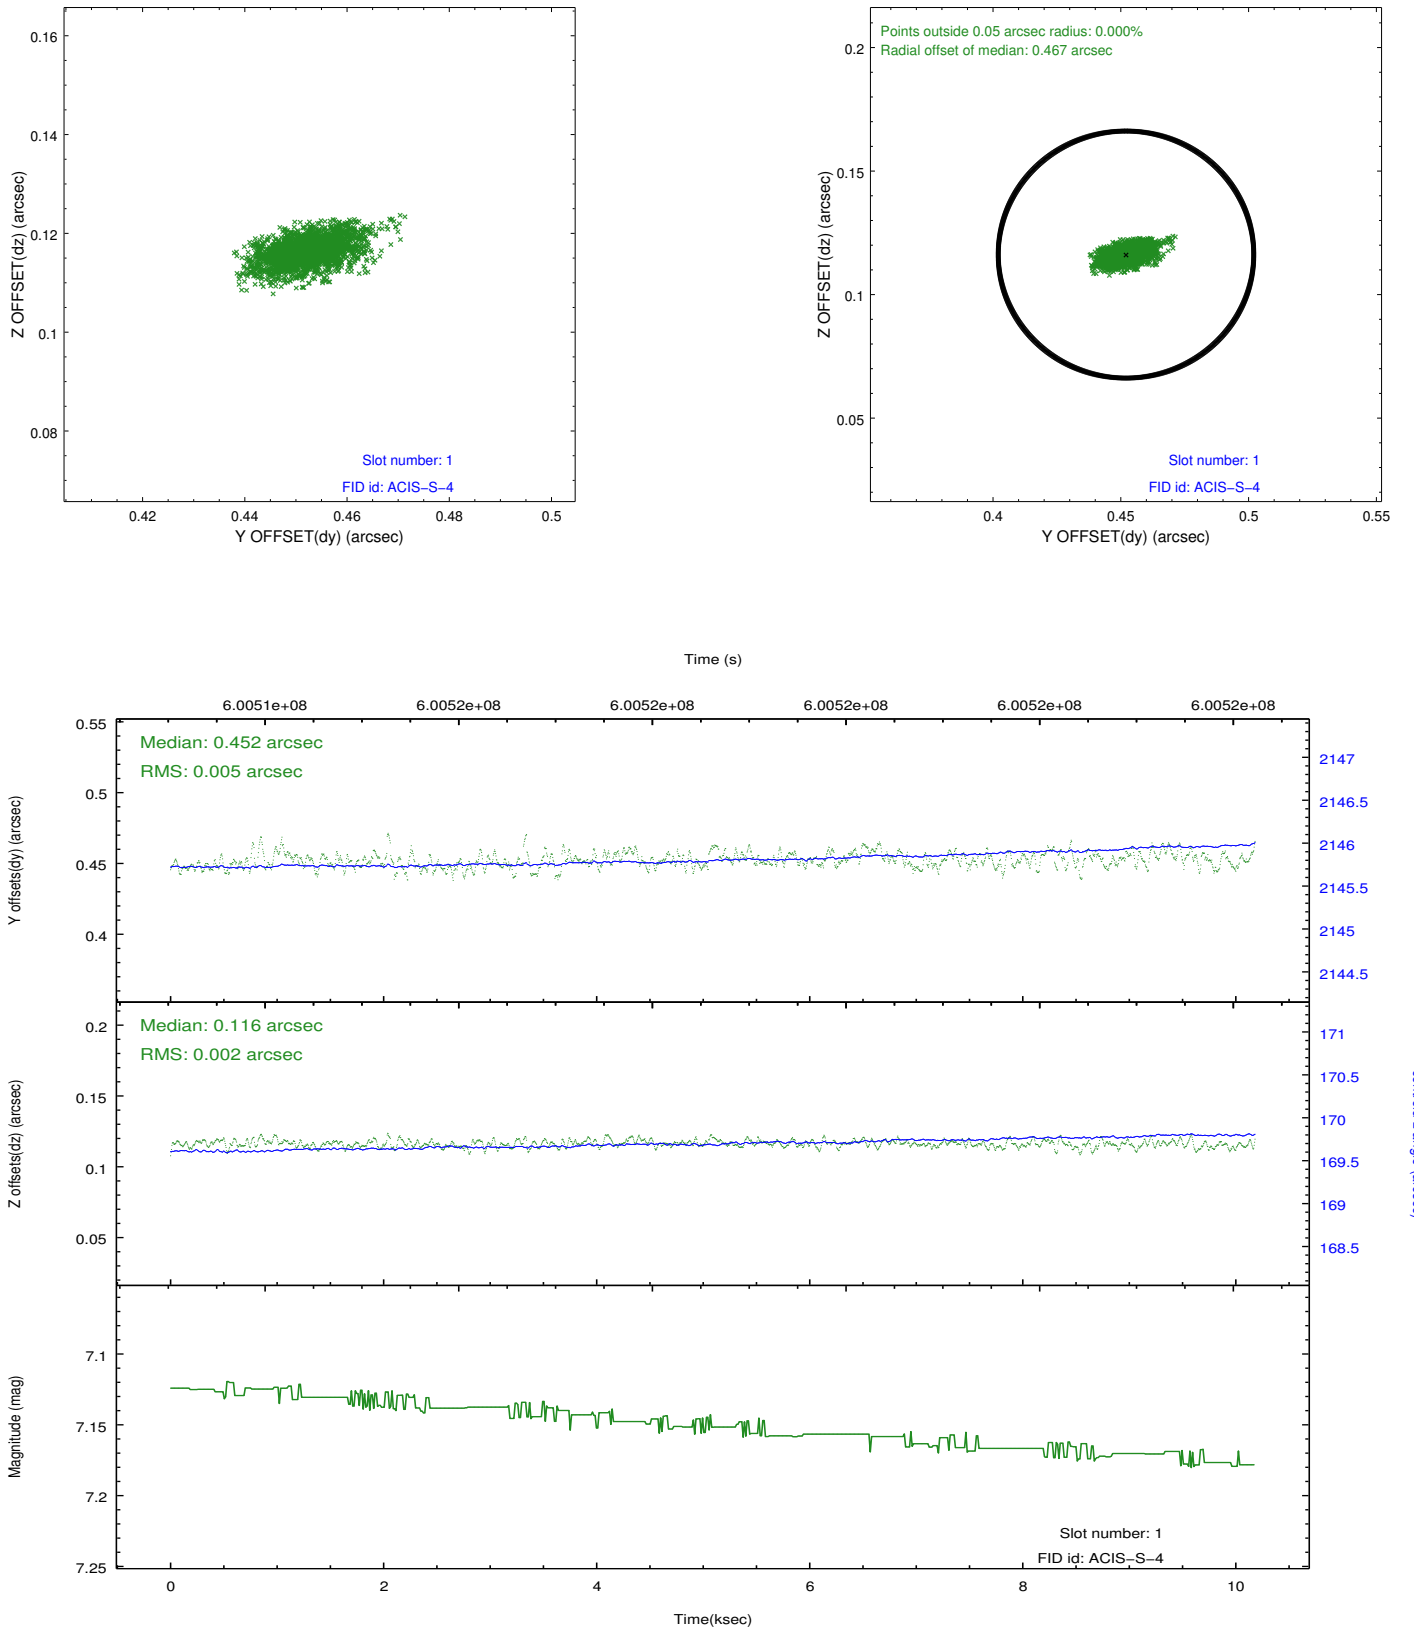 0.16
0.14
0.12
0.1
0.08
Z OFFSET(dz) (arcsec)
Slot number: 1
FID id: ACIS−S−4
0.42 0.44 0.46 0.48 0.5
Y OFFSET(dy) (arcsec)
Points outside 0.05 arcsec radius: 0.000%
Radial offset of median: 0.467 arcsec
0.2
0.15
0.1
0.05
Z OFFSET(dz) (arcsec)
Slot number: 1
FID id: ACIS−S−4
0.4 0.45 0.5 0.55
Y OFFSET(dy) (arcsec)
Time (s)
6.0051e+08 6.0052e+08 6.0052e+08 6.0052e+08 6.0052e+08 6.0052e+08
Median: 0.452 arcsec
RMS: 0.005 arcsec
0.55
0.5
0.45
0.4
Y offsets(dy) (arcsec)
2147
2146.5
2146
2145.5
2145
2144.5
Median: 0.116 arcsec
RMS: 0.002 arcsec
0.2
0.15
0.1
0.05
Z offsets(dz) (arcsec)
171
170.5
170
169.5
169
168.5
7.1
7.15
7.2
7.25
Magnitude (mag)
Slot number: 1
FID id: ACIS−S−4
0 2 4 6 8 10
Time(ksec)